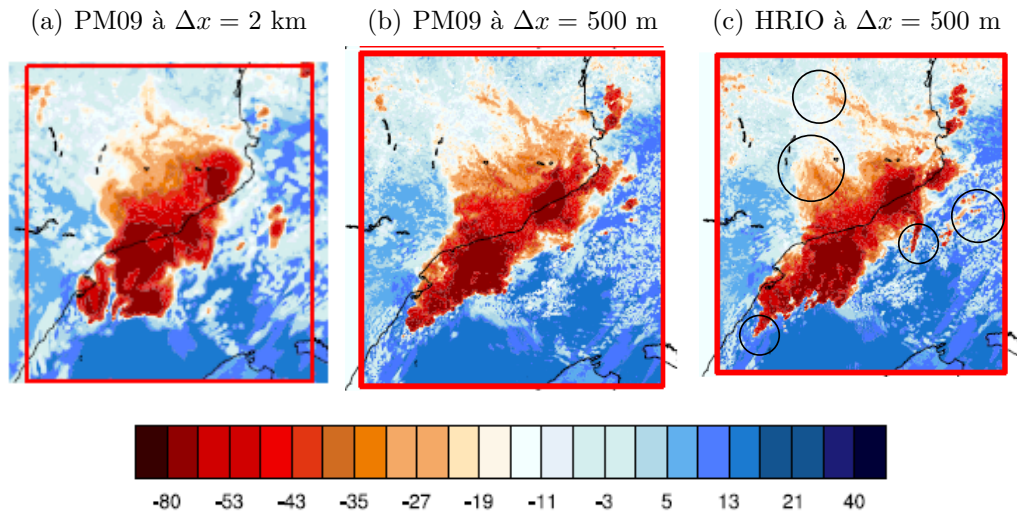 (a) PM09 à Δx = 2 km
(b) PM09 à Δx = 500 m
(c) HRIO à Δx = 500 m
-80 -53 -43 -35 -27 -19 -11 -3 5 13 21 40